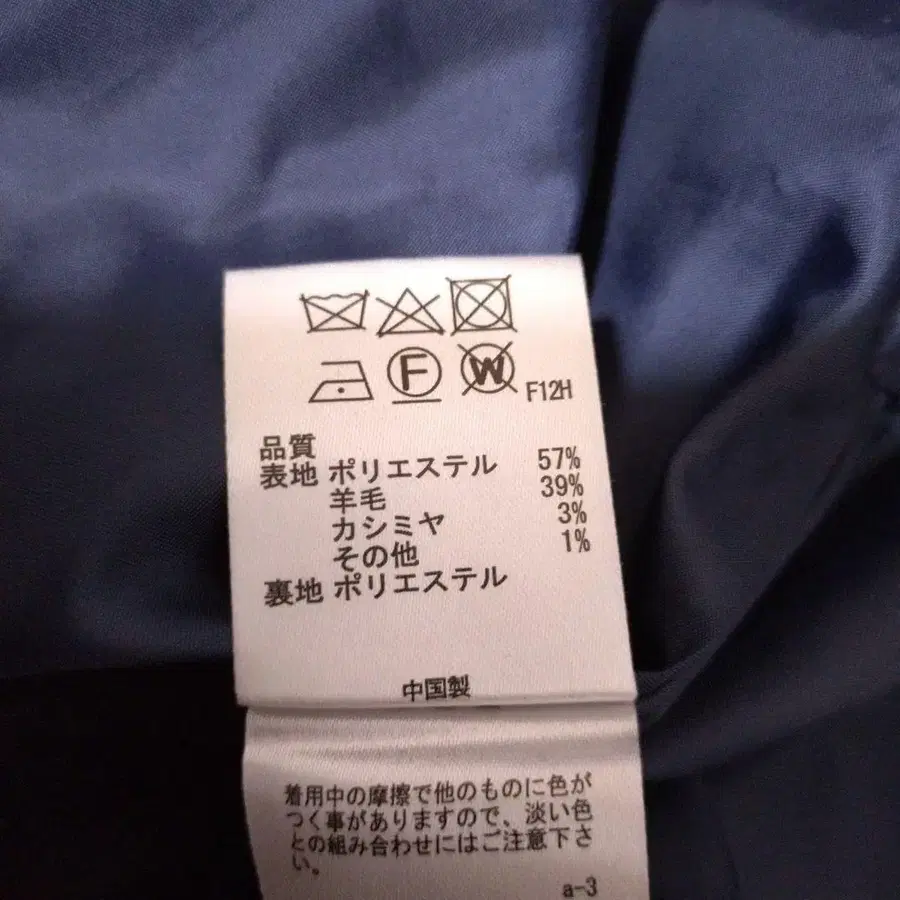 F W F12H
品質
表地 ポリエステル 57%
羊毛 39%
カシミヤ 3%
その他 1%
裏地 ポリエステル
中国製
着用中の摩擦で他のものに色が
つく事がありますので、淡い色
との組み合わせにはご注意下さ
い。
a-3